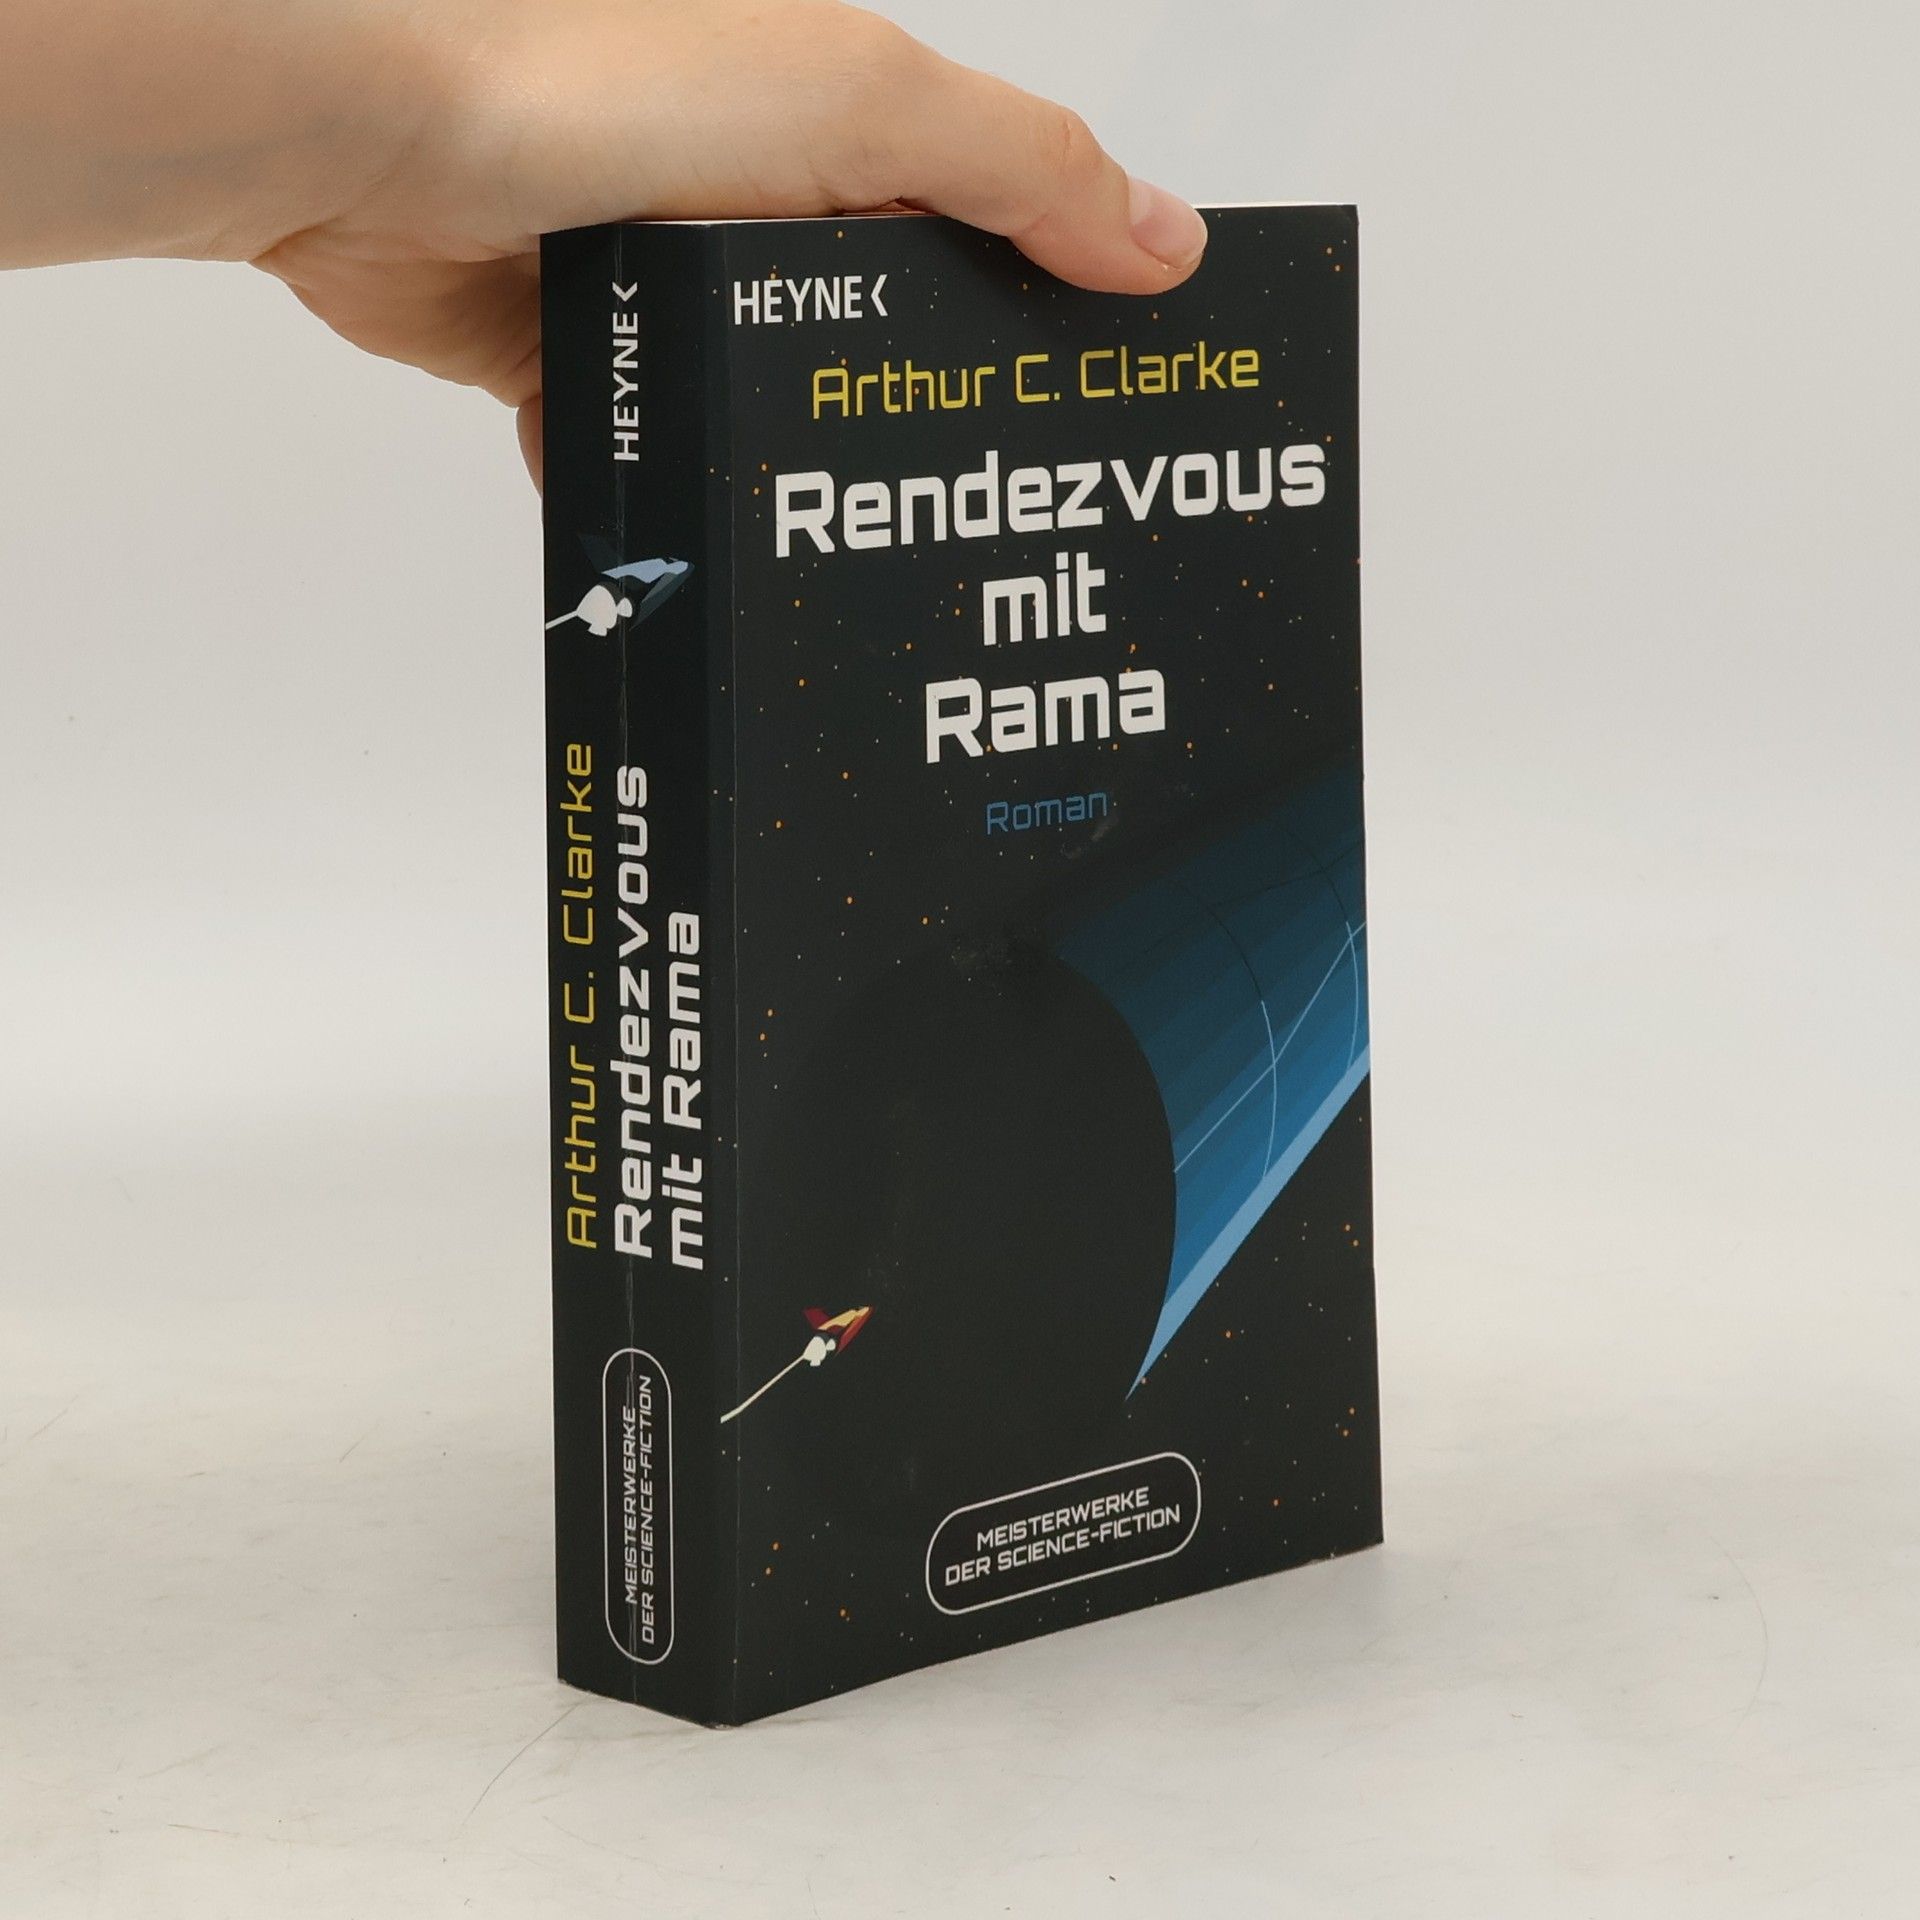 HEYNE<
Arthur C. Clarke
Rendezvous
mit Rama
MEISTERWERKE
DER SCIENCE-FICTION
HEYNE<
Arthur C. Clarke
Rendezvous
mit
Rama
Roman
MEISTERWERKE
DER SCIENCE-FICTION